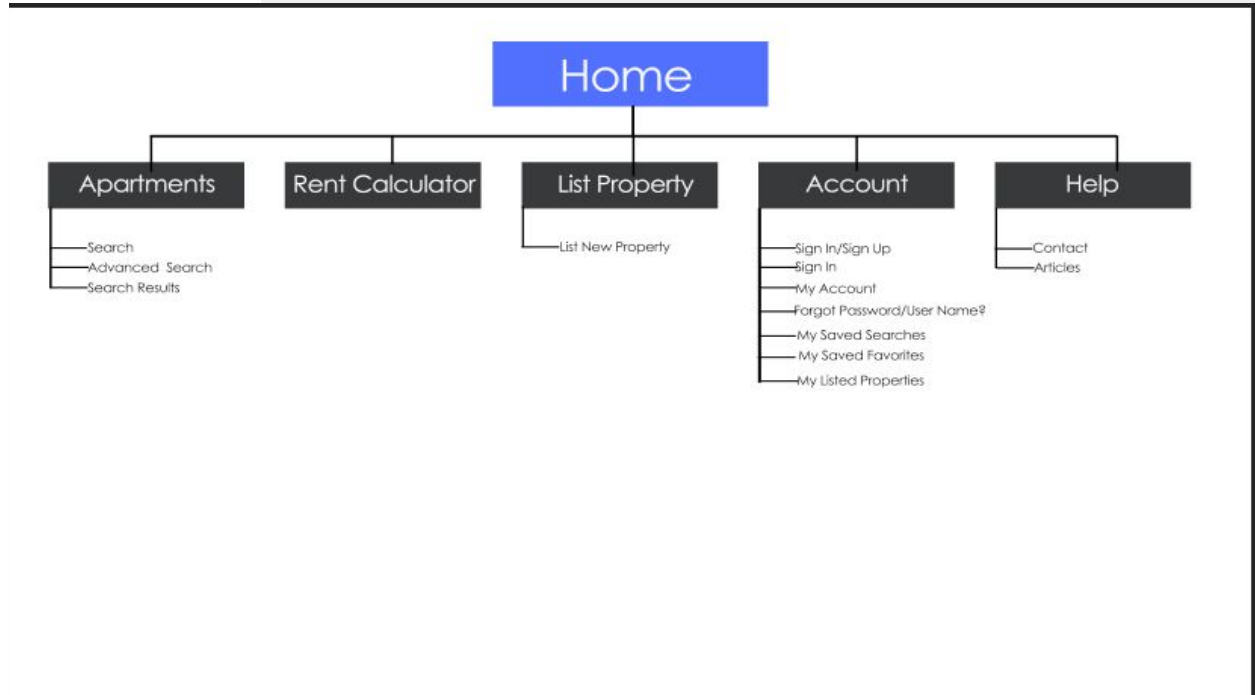 Home
Apartments
Rent Calculator
List Property
Account
Help
Search
Advanced Search
Search Results
List New Property
Sign In/Sign Up
Sign In
My Account
Forgot Password/User Name?
My Saved Searches
My Saved Favorites
My Listed Properties
Contact
Articles